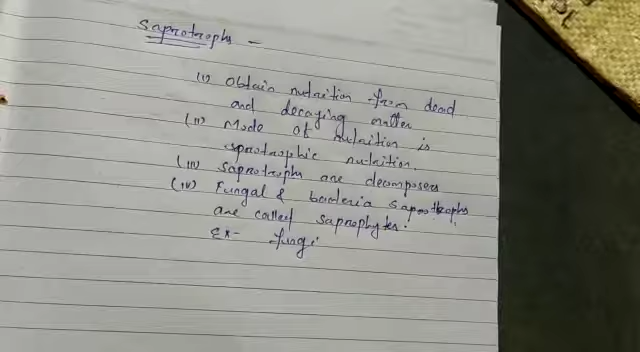 Saprotrophs –
(i) Obtain nutrition from dead
and decaying matter
(ii) Mode of nutrition is
saprotrophic nutrition.
(iii) saprotrophs are decomposers
(iv) Fungal & bacteria saprotrophs
are called saprophytes.
Ex- fungi